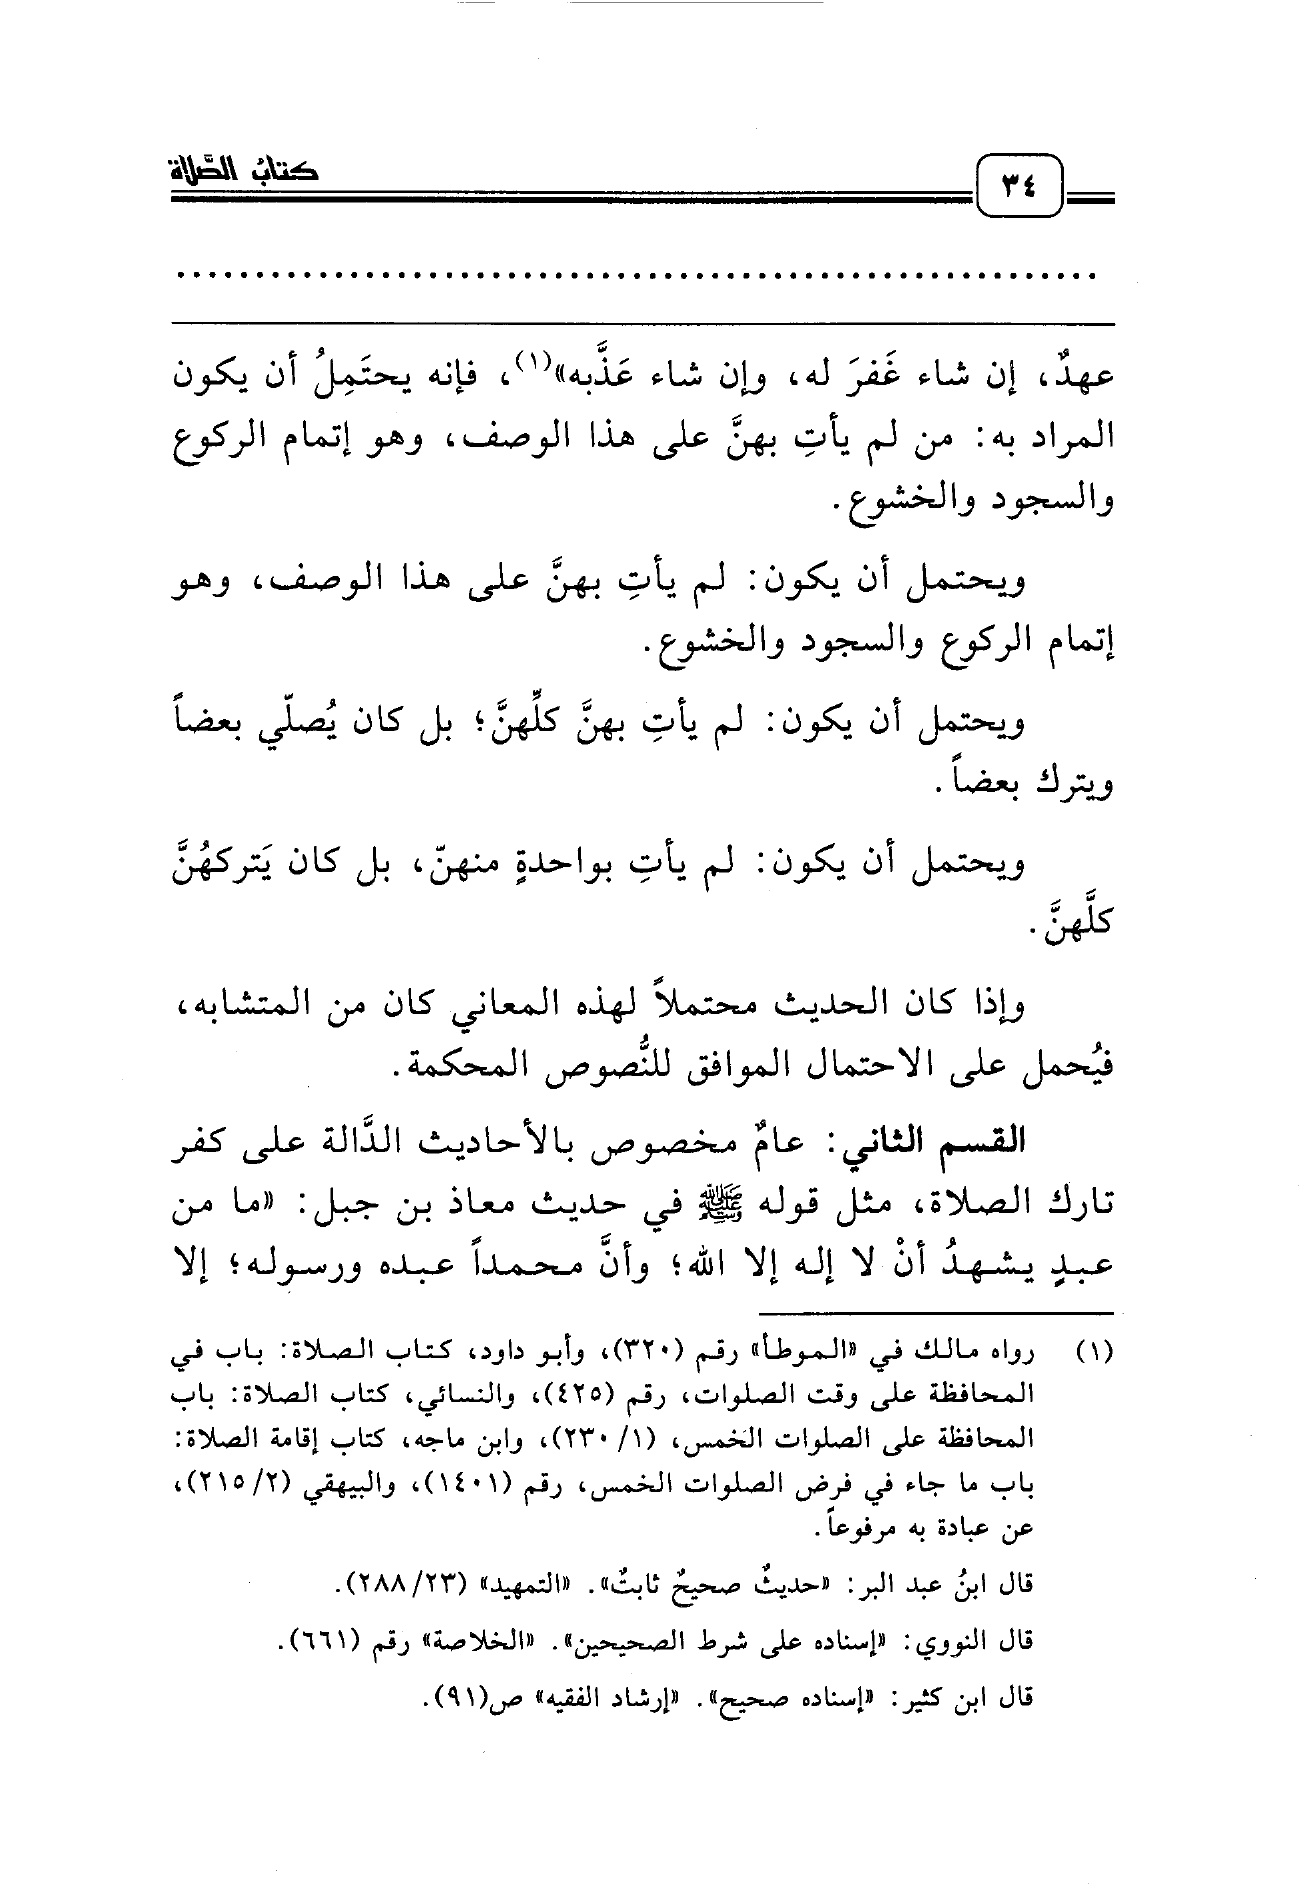 كتابُ الصَّلاة
٣٤
عهدٌ، إن شاء غَفرَ له، وإن شاء عَذَّبه»(١)، فإنه يحتَمِلُ أن يكون
المراد به: من لم يأتِ بهنَّ على هذا الوصف، وهو إتمام الركوع
والسجود والخشوع.
ويحتمل أن يكون: لم يأتِ بهنَّ على هذا الوصف، وهو
إتمام الركوع والسجود والخشوع.
ويحتمل أن يكون: لم يأتِ بهنَّ كلِّهنَّ؛ بل كان يُصلّي بعضاً
ويترك بعضاً.
ويحتمل أن يكون: لم يأتِ بواحدةٍ منهنّ، بل كان يَتركهُنَّ
كلَّهنَّ.
وإذا كان الحديث محتملاً لهذه المعاني كان من المتشابه،
فيُحمل على الاحتمال الموافق للنُّصوص المحكمة.
القسم الثاني: عامٌ مخصوص بالأحاديث الدَّالة على كفر
تارك الصلاة، مثل قوله ﷺ في حديث معاذ بن جبل: «ما من
عبدٍ يشهدُ أنْ لا إله إلا الله؛ وأنَّ محمداً عبده ورسوله؛ إلا
(١) رواه مالك في «الموطأ» رقم (٣٢٠)، وأبو داود، كتاب الصلاة: باب في
المحافظة على وقت الصلوات، رقم (٤٢٥)، والنسائي، كتاب الصلاة: باب
المحافظة على الصلوات الخمس، (١/ ٢٣٠)، وابن ماجه، كتاب إقامة الصلاة:
باب ما جاء في فرض الصلوات الخمس، رقم (١٤٠١)، والبيهقي (٢/ ٢١٥)،
عن عبادة به مرفوعاً.
قال ابنُ عبد البر: «حديثٌ صحيحٌ ثابتٌ». «التمهيد» (٢٣/ ٢٨٨).
قال النووي: «إسناده على شرط الصحيحين». «الخلاصة» رقم (٦٦١).
قال ابن كثير: «إسناده صحيح». «إرشاد الفقيه» ص(٩١).